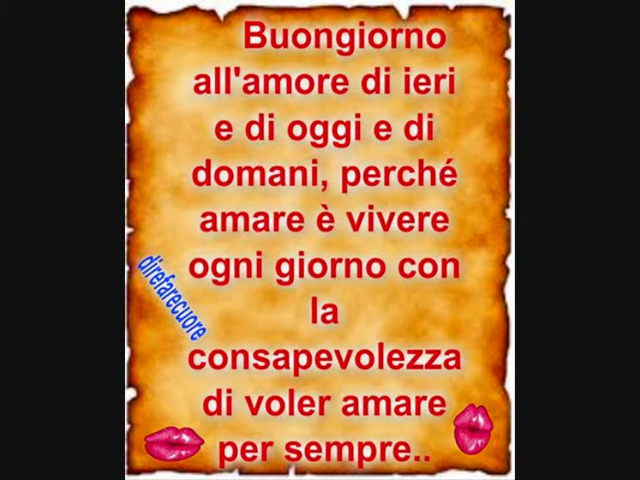 Buongiorno
all'amore di ieri
e di oggi e di
domani, perché
amare è vivere
ogni giorno con
la
consapevolezza
di voler amare
per sempre..
direfarecuore